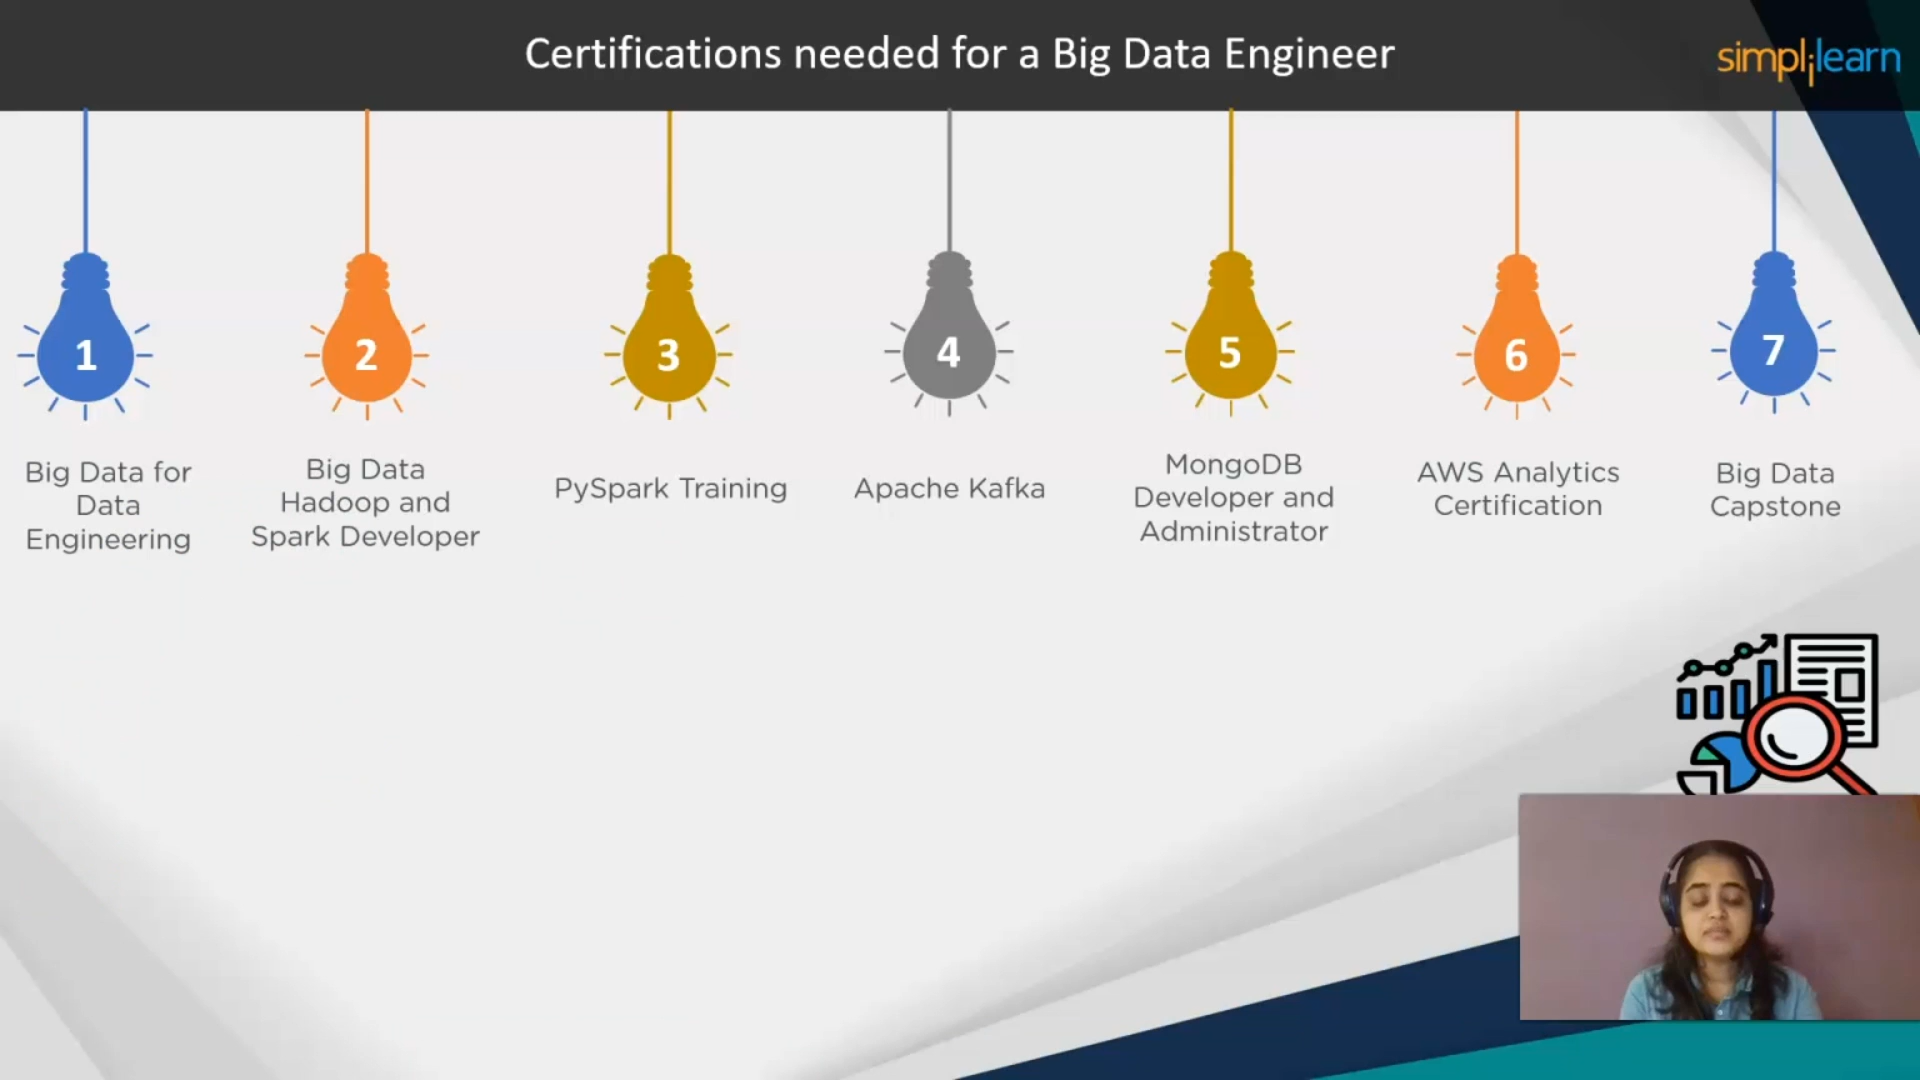 Certifications needed for a Big Data Engineer
simplilearn
1
2
3
4
5
6
7
Big Data for
Data
Engineering
Big Data
Hadoop and
Spark Developer
PySpark Training
Apache Kafka
MongoDB
Developer and
Administrator
AWS Analytics
Certification
Big Data
Capstone